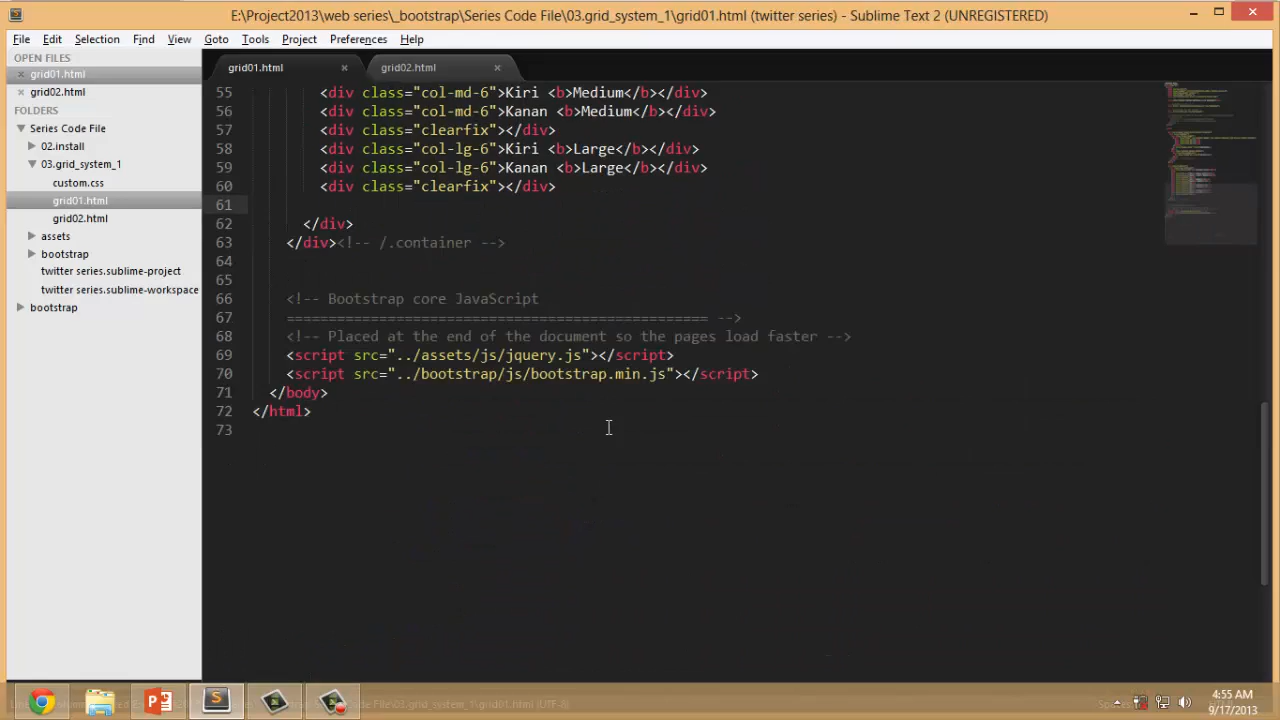 E:\Project2013\web series\_bootstrap\Series Code File\03.grid_system_1\grid01.html (twitter series) - Sublime Text 2 (UNREGISTERED)
File Edit Selection Find View Goto Tools Project Preferences Help
OPEN FILES
grid01.html
grid02.html
FOLDERS
Series Code File
02.install
03.grid_system_1
custom.css
grid01.html
grid02.html
assets
bootstrap
twitter series.sublime-project
twitter series.sublime-workspace
bootstrap
grid01.html grid02.html
55 <div class="col-md-6">Kiri <b>Medium</b></div>
56 <div class="col-md-6">Kanan <b>Medium</b></div>
57 <div class="clearfix"></div>
58 <div class="col-lg-6">Kiri <b>Large</b></div>
59 <div class="col-lg-6">Kanan <b>Large</b></div>
60 <div class="clearfix"></div>
61
62 </div>
63 </div><!-- /.container -->
64
65
66 <!-- Bootstrap core JavaScript
67 ================================================== -->
68 <!-- Placed at the end of the document so the pages load faster -->
69 <script src="../assets/js/jquery.js"></script>
70 <script src="../bootstrap/js/bootstrap.min.js"></script>
71 </body>
72 </html>
73
4:55 AM
9/17/2013